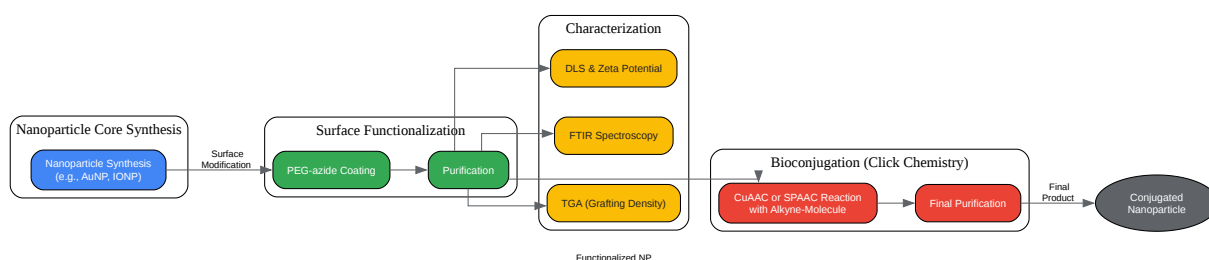 Nanoparticle Core Synthesis
Nanoparticle Synthesis
(e.g., AuNP, IONP)
Surface
Modification
Surface Functionalization
PEG-azide Coating
Purification
Characterization
DLS & Zeta Potential
FTIR Spectroscopy
TGA (Grafting Density)
Functionalized NP
Bioconjugation (Click Chemistry)
CuAAC or SPAAC Reaction
with Alkyne-Molecule
Final Purification
Final
Product
Conjugated
Nanoparticle